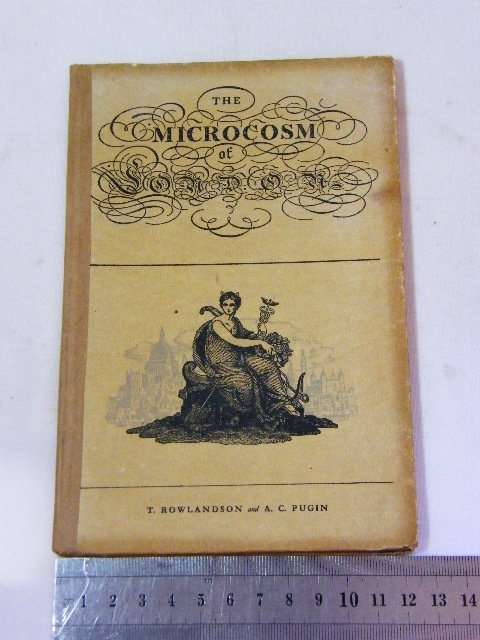 THE
MICROCOSM
of
LONDON
T. ROWLANDSON and A. C. PUGIN
1 2 3 4 5 6 7 8 9 10 11 12 13 14